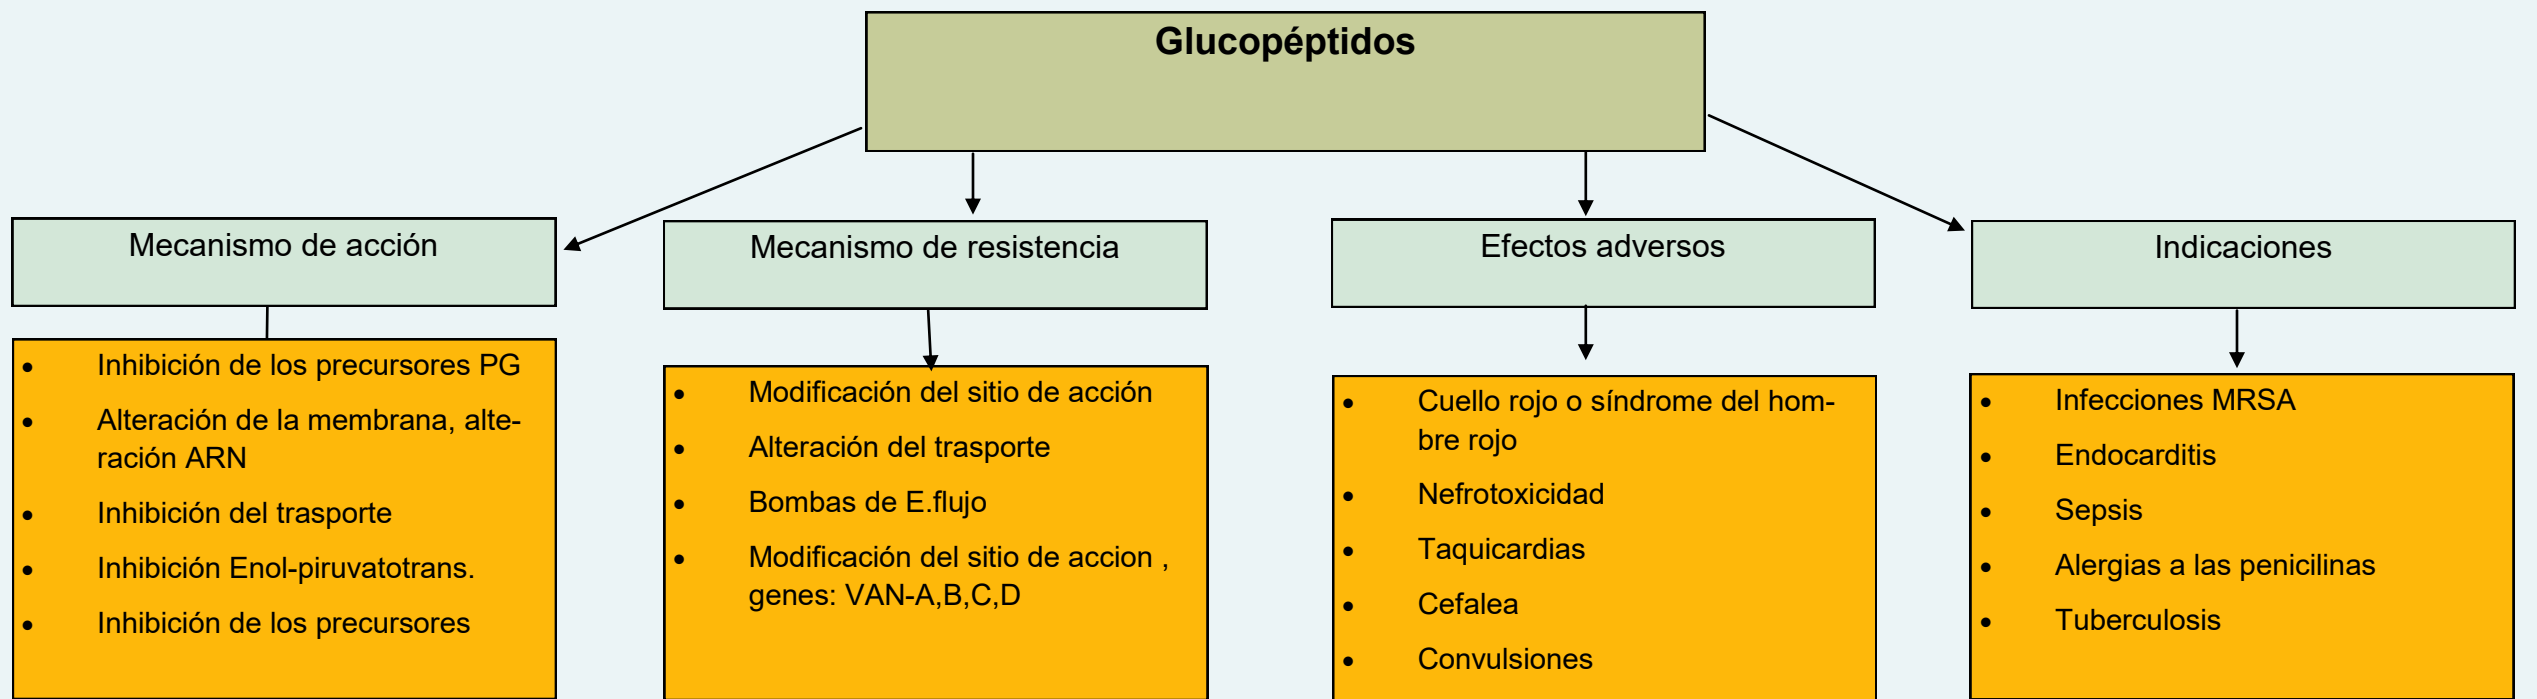 Glucopéptidos
Mecanismo de acción
Inhibición de los precursores PG
Alteración de la membrana, alte-
ración ARN
Inhibición del trasporte
Inhibición Enol-piruvatotrans.
Inhibición de los precursores
Mecanismo de resistencia
Modificación del sitio de acción
Alteración del trasporte
Bombas de E.flujo
Modificación del sitio de accion ,
genes: VAN-A,B,C,D
Efectos adversos
Cuello rojo o síndrome del hom-
bre rojo
Nefrotoxicidad
Taquicardias
Cefalea
Convulsiones
Indicaciones
Infecciones MRSA
Endocarditis
Sepsis
Alergias a las penicilinas
Tuberculosis